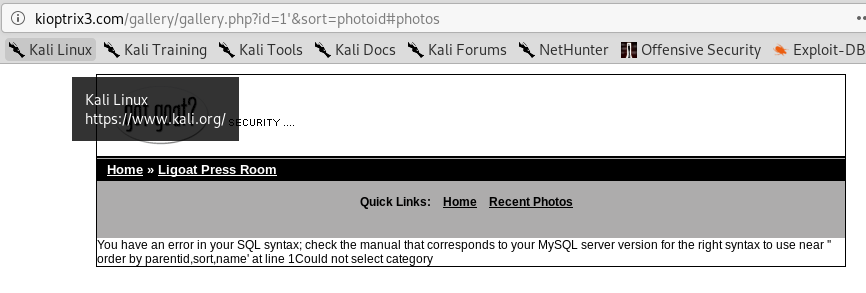 kioptrix3.com/gallery/gallery.php?id=1'&sort=photoid#photos
Kali Linux Kali Training Kali Tools Kali Docs Kali Forums NetHunter Offensive Security Exploit-DB
Kali Linux
https://www.kali.org/
got goat?
SECURITY ....
Home » Ligoat Press Room
Quick Links: Home Recent Photos
You have an error in your SQL syntax; check the manual that corresponds to your MySQL server version for the right syntax to use near ''
order by parentid,sort,name' at line 1Could not select category